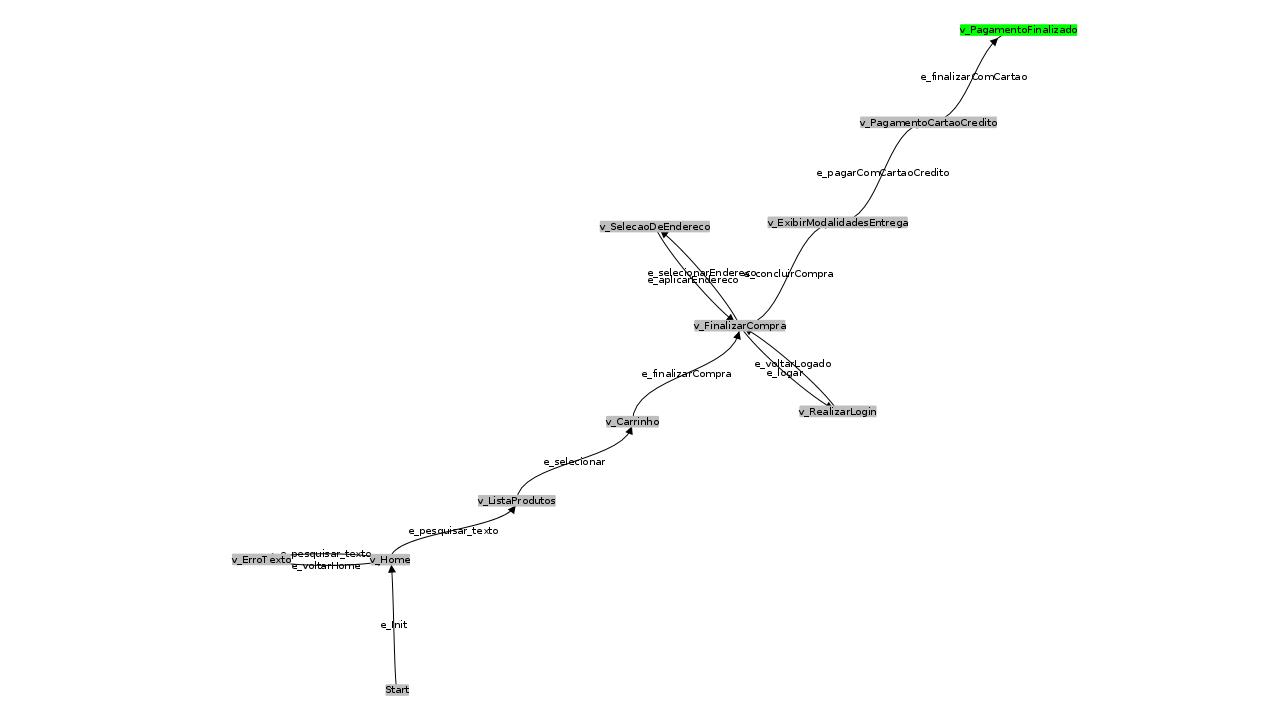 v_PagamentoFinalizado
e_finalizarComCartao
v_PagamentoCartaoCredito
e_pagarComCartaoCredito
v_SelecaoDeEndereco
v_ExibirModalidadesEntrega
e_selecionarEndereco
e_concluirCompra
e_aplicarEndereco
v_FinalizarCompra
e_voltarLogado
e_logar
e_finalizarCompra
v_RealizarLogin
v_Carrinho
e_selecionar
v_ListaProdutos
e_pesquisar_texto
e_pesquisar_texto
v_ErroTexto
v_Home
e_voltarHome
e_Init
Start